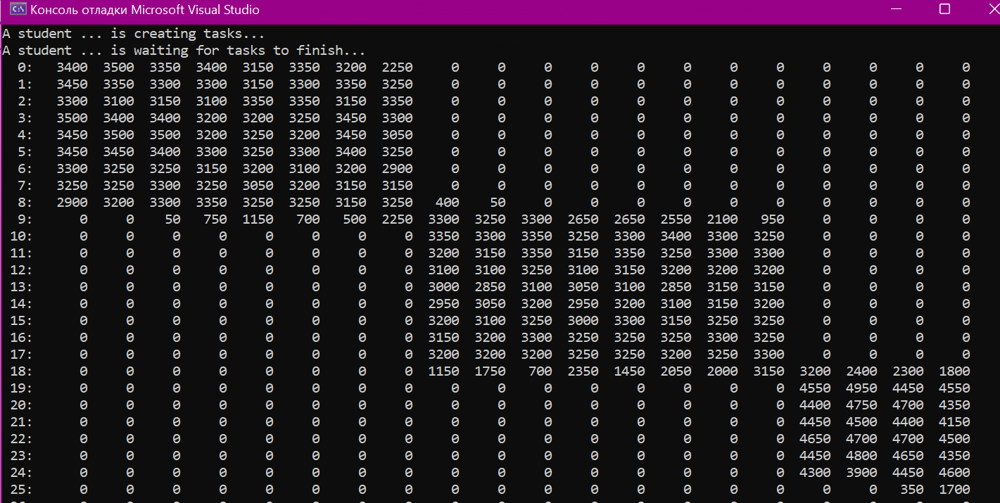 Консоль отладки Microsoft Visual Studio
A student ... is creating tasks...
A student ... is waiting for tasks to finish...
0: 3400 3500 3350 3400 3150 3350 3200 2250 0 0 0 0 0 0 0 0 0 0 0 0
1: 3450 3350 3300 3300 3150 3300 3350 3250 0 0 0 0 0 0 0 0 0 0 0 0
2: 3300 3100 3150 3100 3350 3350 3150 3350 0 0 0 0 0 0 0 0 0 0 0 0
3: 3500 3400 3400 3200 3200 3250 3450 3300 0 0 0 0 0 0 0 0 0 0 0 0
4: 3450 3500 3500 3200 3250 3200 3450 3050 0 0 0 0 0 0 0 0 0 0 0 0
5: 3450 3450 3400 3300 3250 3300 3400 3250 0 0 0 0 0 0 0 0 0 0 0 0
6: 3300 3250 3250 3150 3200 3100 3200 2900 0 0 0 0 0 0 0 0 0 0 0 0
7: 3250 3250 3300 3250 3050 3200 3150 3150 0 0 0 0 0 0 0 0 0 0 0 0
8: 2900 3200 3300 3350 3250 3250 3150 3250 400 50 0 0 0 0 0 0 0 0 0 0
9: 0 0 50 750 1150 700 500 2250 3300 3250 3300 2650 2650 2550 2100 950 0 0 0 0
10: 0 0 0 0 0 0 0 0 3350 3300 3350 3250 3300 3400 3300 3250 0 0 0 0
11: 0 0 0 0 0 0 0 0 3200 3150 3350 3150 3350 3250 3300 3300 0 0 0 0
12: 0 0 0 0 0 0 0 0 3100 3100 3250 3100 3150 3200 3200 3200 0 0 0 0
13: 0 0 0 0 0 0 0 0 3000 2850 3100 3050 3100 2850 3150 3150 0 0 0 0
14: 0 0 0 0 0 0 0 0 2950 3050 3200 2950 3200 3100 3150 3200 0 0 0 0
15: 0 0 0 0 0 0 0 0 3200 3100 3250 3000 3300 3150 3250 3250 0 0 0 0
16: 0 0 0 0 0 0 0 0 3150 3200 3300 3250 3250 3250 3300 3250 0 0 0 0
17: 0 0 0 0 0 0 0 0 3200 3200 3200 3250 3250 3200 3250 3300 0 0 0 0
18: 0 0 0 0 0 0 0 0 1150 1750 700 2350 1450 2050 2000 3150 3200 2400 2300 1800
19: 0 0 0 0 0 0 0 0 0 0 0 0 0 0 0 0 4550 4950 4450 4550
20: 0 0 0 0 0 0 0 0 0 0 0 0 0 0 0 0 4400 4750 4700 4350
21: 0 0 0 0 0 0 0 0 0 0 0 0 0 0 0 0 4450 4500 4400 4150
22: 0 0 0 0 0 0 0 0 0 0 0 0 0 0 0 0 4650 4700 4700 4500
23: 0 0 0 0 0 0 0 0 0 0 0 0 0 0 0 0 4450 4800 4650 4350
24: 0 0 0 0 0 0 0 0 0 0 0 0 0 0 0 0 4300 3900 4450 4600
25: 0 0 0 0 0 0 0 0 0 0 0 0 0 0 0 0 0 0 350 1700